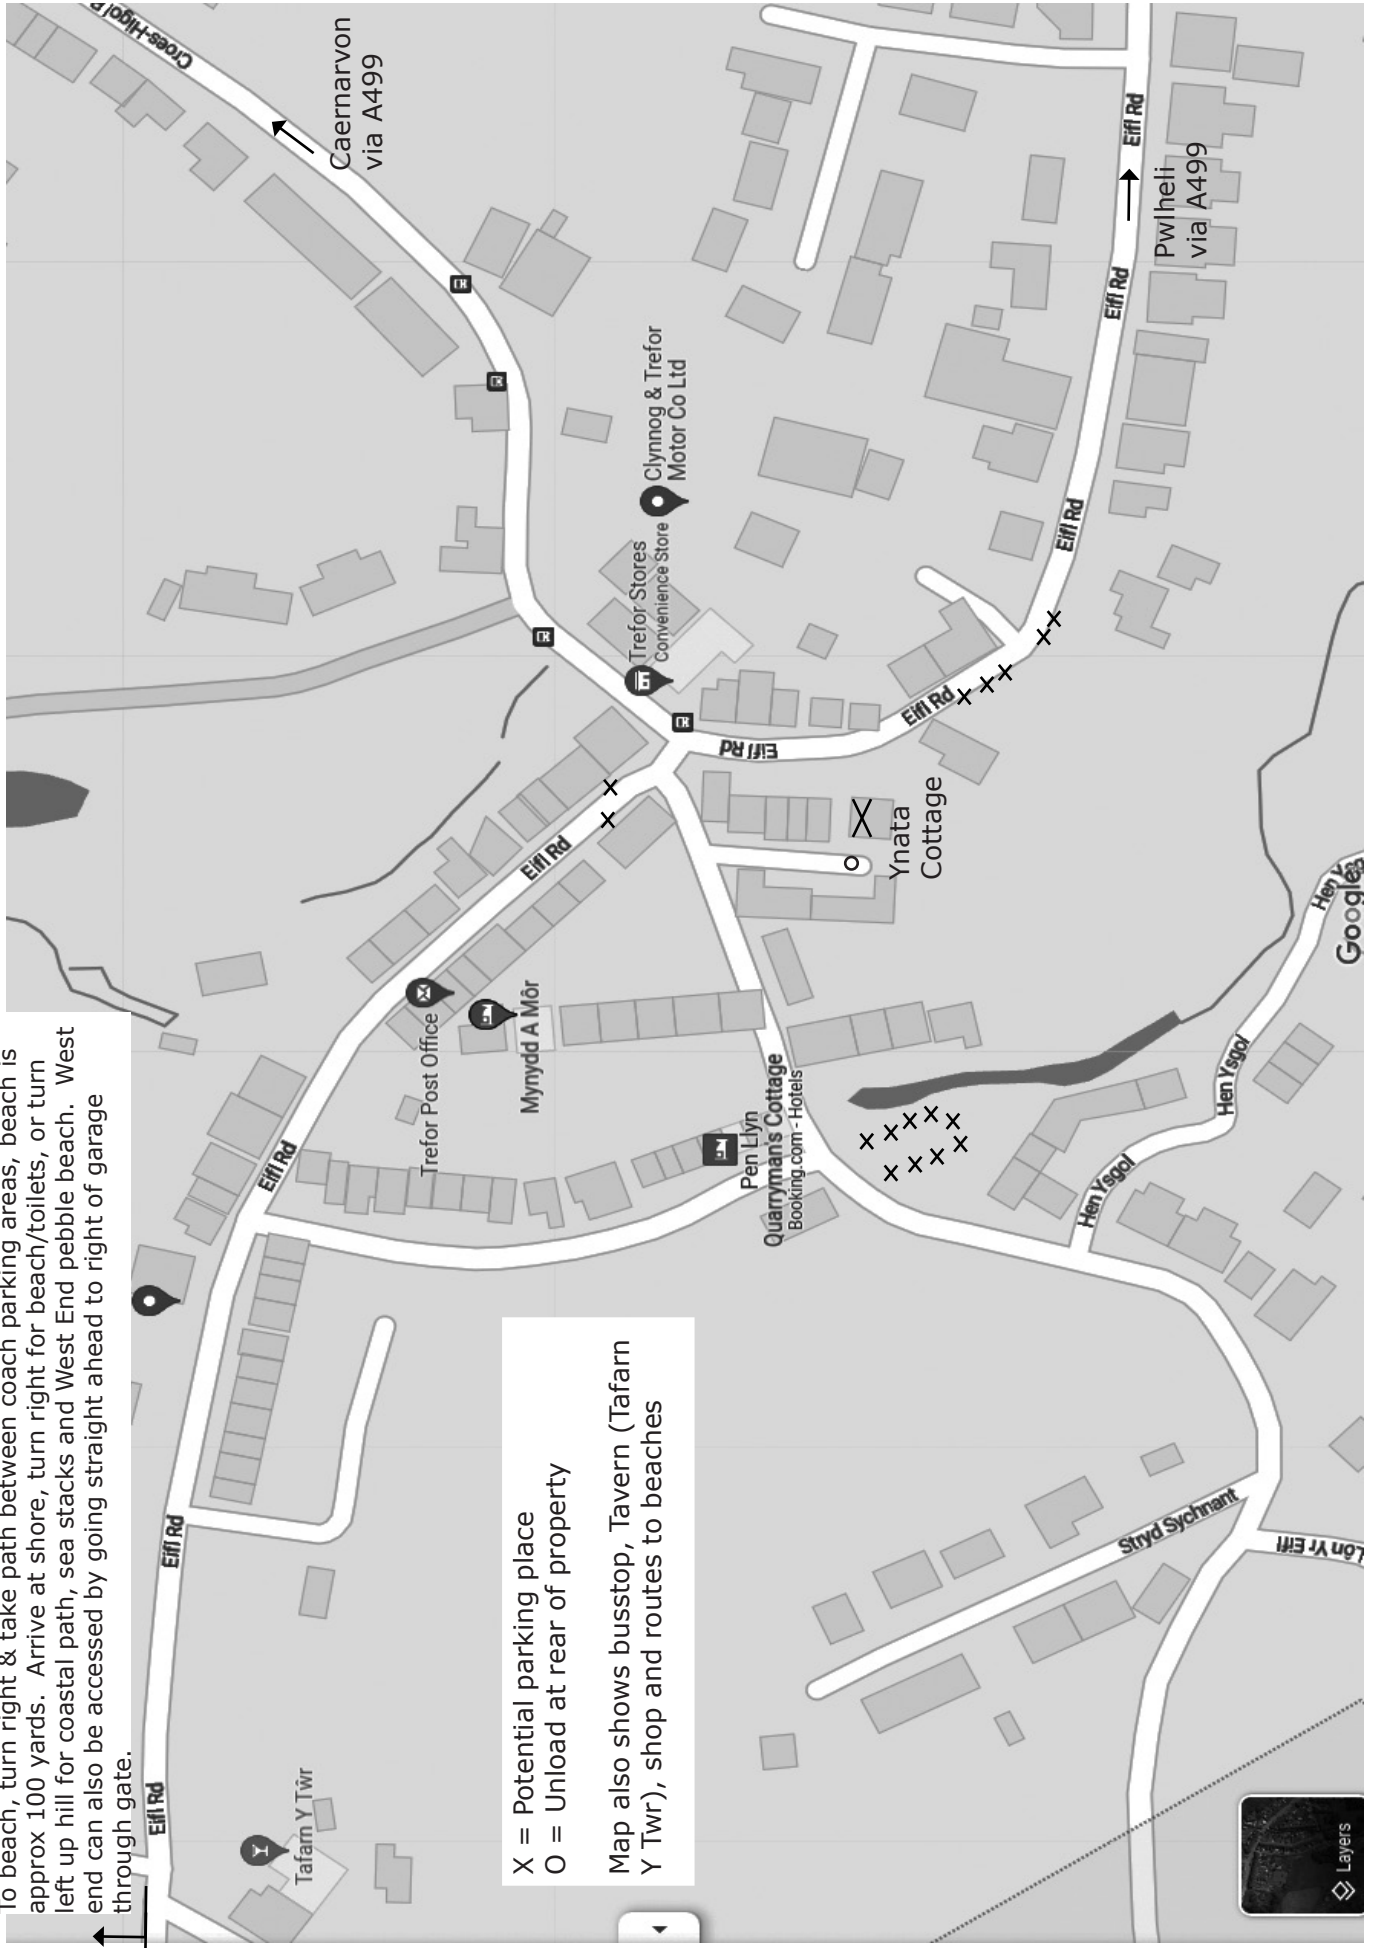 To beach, turn right & take path between coach parking areas, beach is
approx 100 yards. Arrive at shore, turn right for beach/toilets, or turn
left up hill for coastal path, sea stacks and West End pebble beach. West
end can also be accessed by going straight ahead to right of garage
through gate.
Croes-Higol
Caernarvon
via A499
Eifl Rd
Eifl Rd
Eifl Rd
Eifl Rd
Trefor Post Office
Mynydd A Môr
Trefor Stores
Convenience Store
Clynnog & Trefor
Motor Co Ltd
Tafarn Y Tŵr
X = Potential parking place
O = Unload at rear of property
Map also shows busstop, Tavern (Tafarn
Y Twr), shop and routes to beaches
Pen Llyn
Quarryman's Cottage
Booking.com - Hotels
Eifl Rd
Eifl Rd
Eifl Rd
Eifl Rd
Eifl Rd
Ynata
Cottage
Pwlheli
via A499
Hen Ysgol
Hen Ysgol
Hen Ys
Stryd Sychnant
Lôn Yr Eifl
Layers
Google